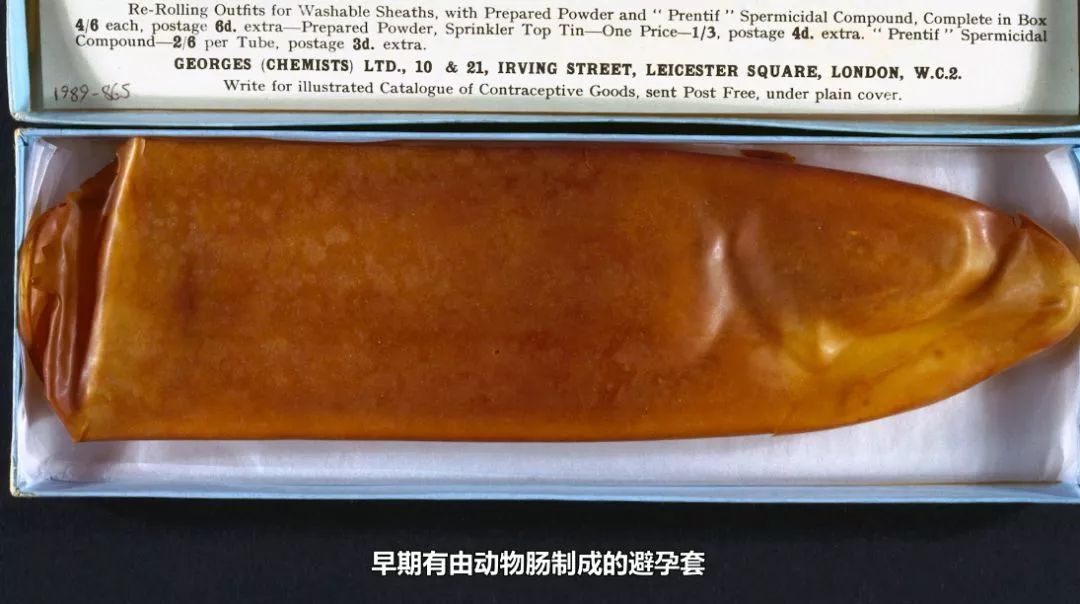 Re-Rolling Outfits for Washable Sheaths, with Prepared Powder and “ Prentif ” Spermicidal Compound, Complete in Box
4/6 each, postage 6d. extra—Prepared Powder, Sprinkler Top Tin—One Price—1/3, postage 4d. extra. “ Prentif ” Spermicidal
Compound—2/6 per Tube, postage 3d. extra.
GEORGES (CHEMISTS) LTD., 10 & 21, IRVING STREET, LEICESTER SQUARE, LONDON, W.C.2.
Write for illustrated Catalogue of Contraceptive Goods, sent Post Free, under plain cover.
1989-865
早期有由动物肠制成的避孕套